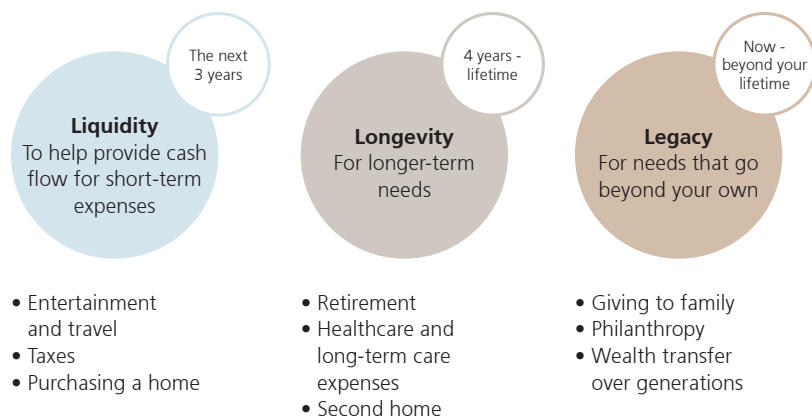 The next
3 years
Liquidity
To help provide cash
flow for short-term
expenses
• Entertainment
and travel
• Taxes
• Purchasing a home
4 years -
lifetime
Longevity
For longer-term
needs
• Retirement
• Healthcare and
long-term care
expenses
• Second home
Now -
beyond your
lifetime
Legacy
For needs that go
beyond your own
• Giving to family
• Philanthropy
• Wealth transfer
over generations